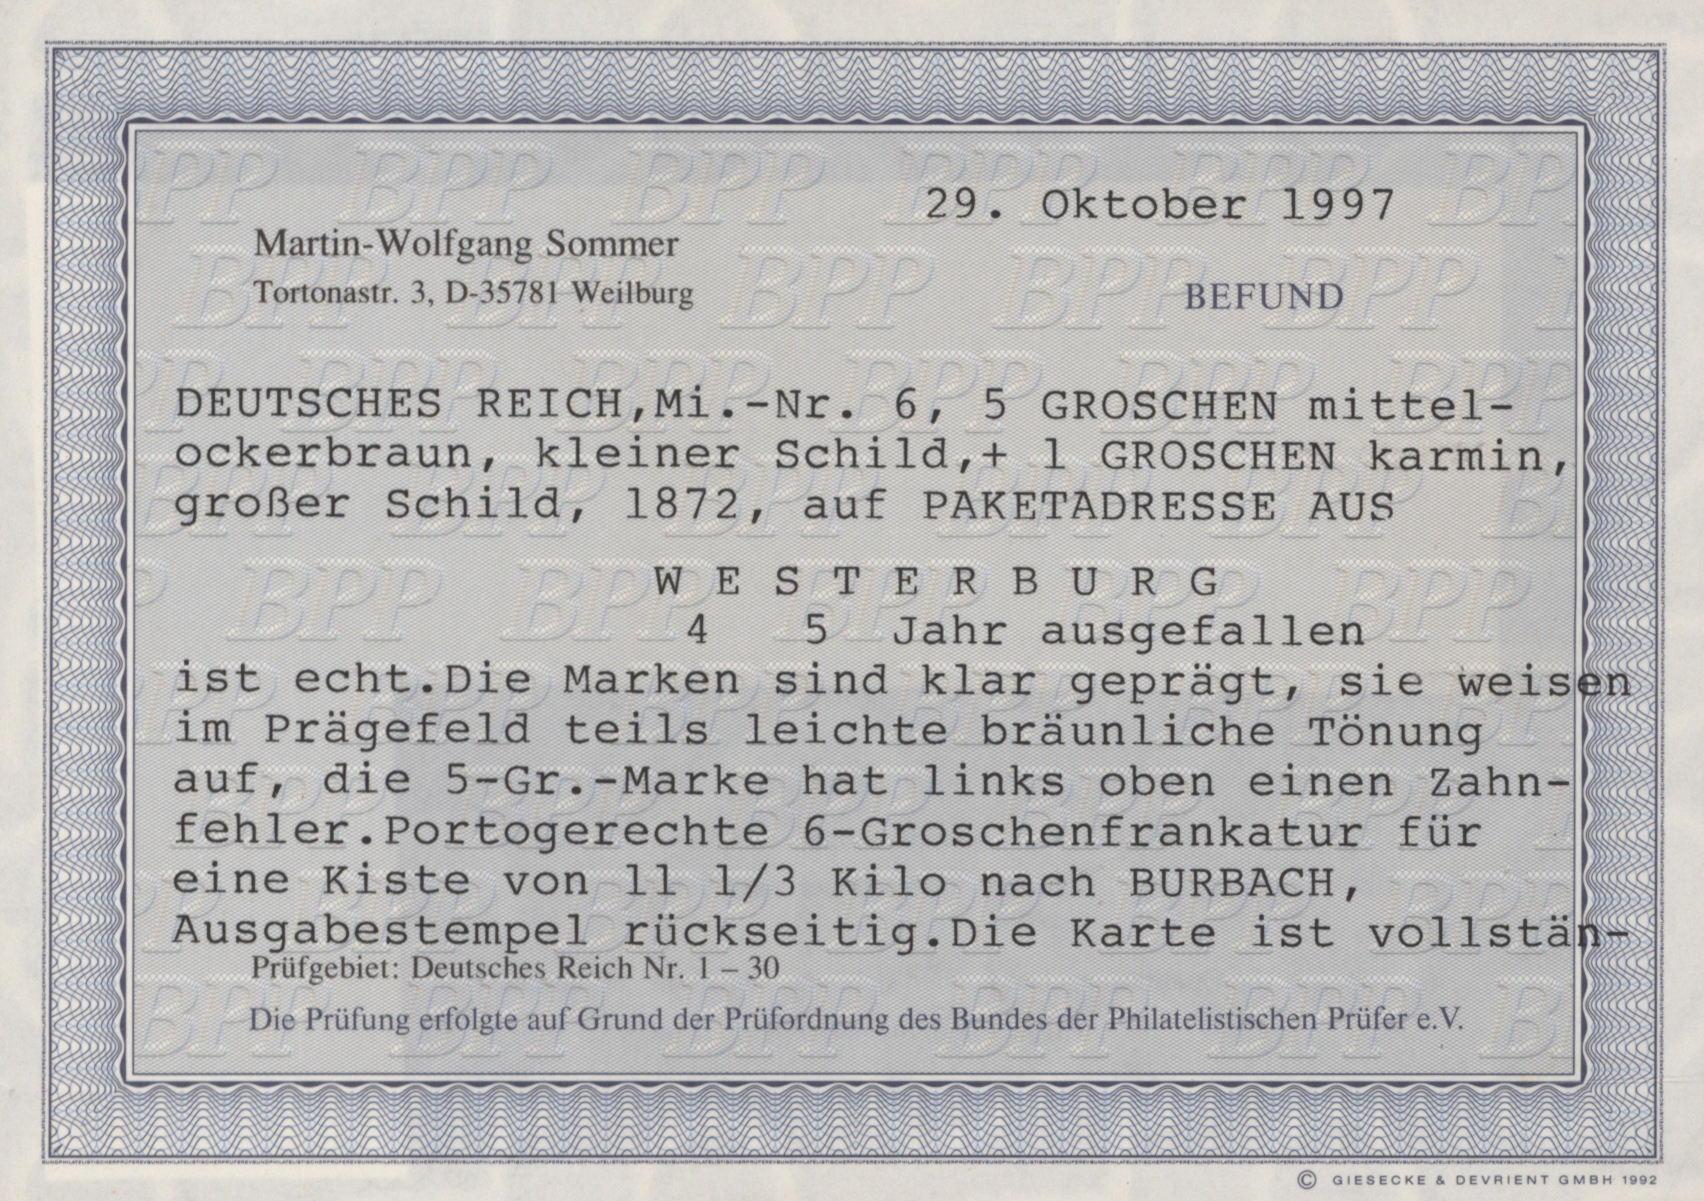 29. Oktober 1997
Martin-Wolfgang Sommer
Tortonastr. 3, D-35781 Weilburg
BEFUND
DEUTSCHES REICH,Mi.-Nr. 6, 5 GROSCHEN mittel-
ockerbraun, kleiner Schild,+ 1 GROSCHEN karmin,
großer Schild, 1872, auf PAKETADRESSE AUS
W E S T E R B U R G
4 5 Jahr ausgefallen
ist echt.Die Marken sind klar geprägt, sie weisen
im Prägefeld teils leichte bräunliche Tönung
auf, die 5-Gr.-Marke hat links oben einen Zahn-
fehler.Portogerechte 6-Groschenfrankatur für
eine Kiste von 11 1/3 Kilo nach BURBACH,
Ausgabestempel rückseitig.Die Karte ist vollstän-
Prüfgebiet: Deutsches Reich Nr. 1 – 30
Die Prüfung erfolgte auf Grund der Prüfordnung des Bundes der Philatelistischen Prüfer e.V.
© GIESECKE & DEVRIENT GMBH 1992